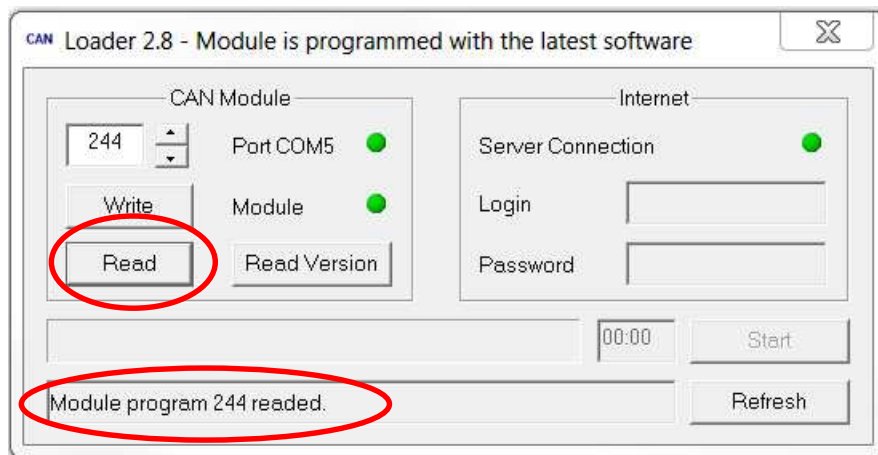 CAN Loader 2.8 - Module is programmed with the latest software
CAN Module
244
Port COM5
Write
Module
Read
Read Version
Internet
Server Connection
Login
Password
00:00
Start
Module program 244 readed.
Refresh